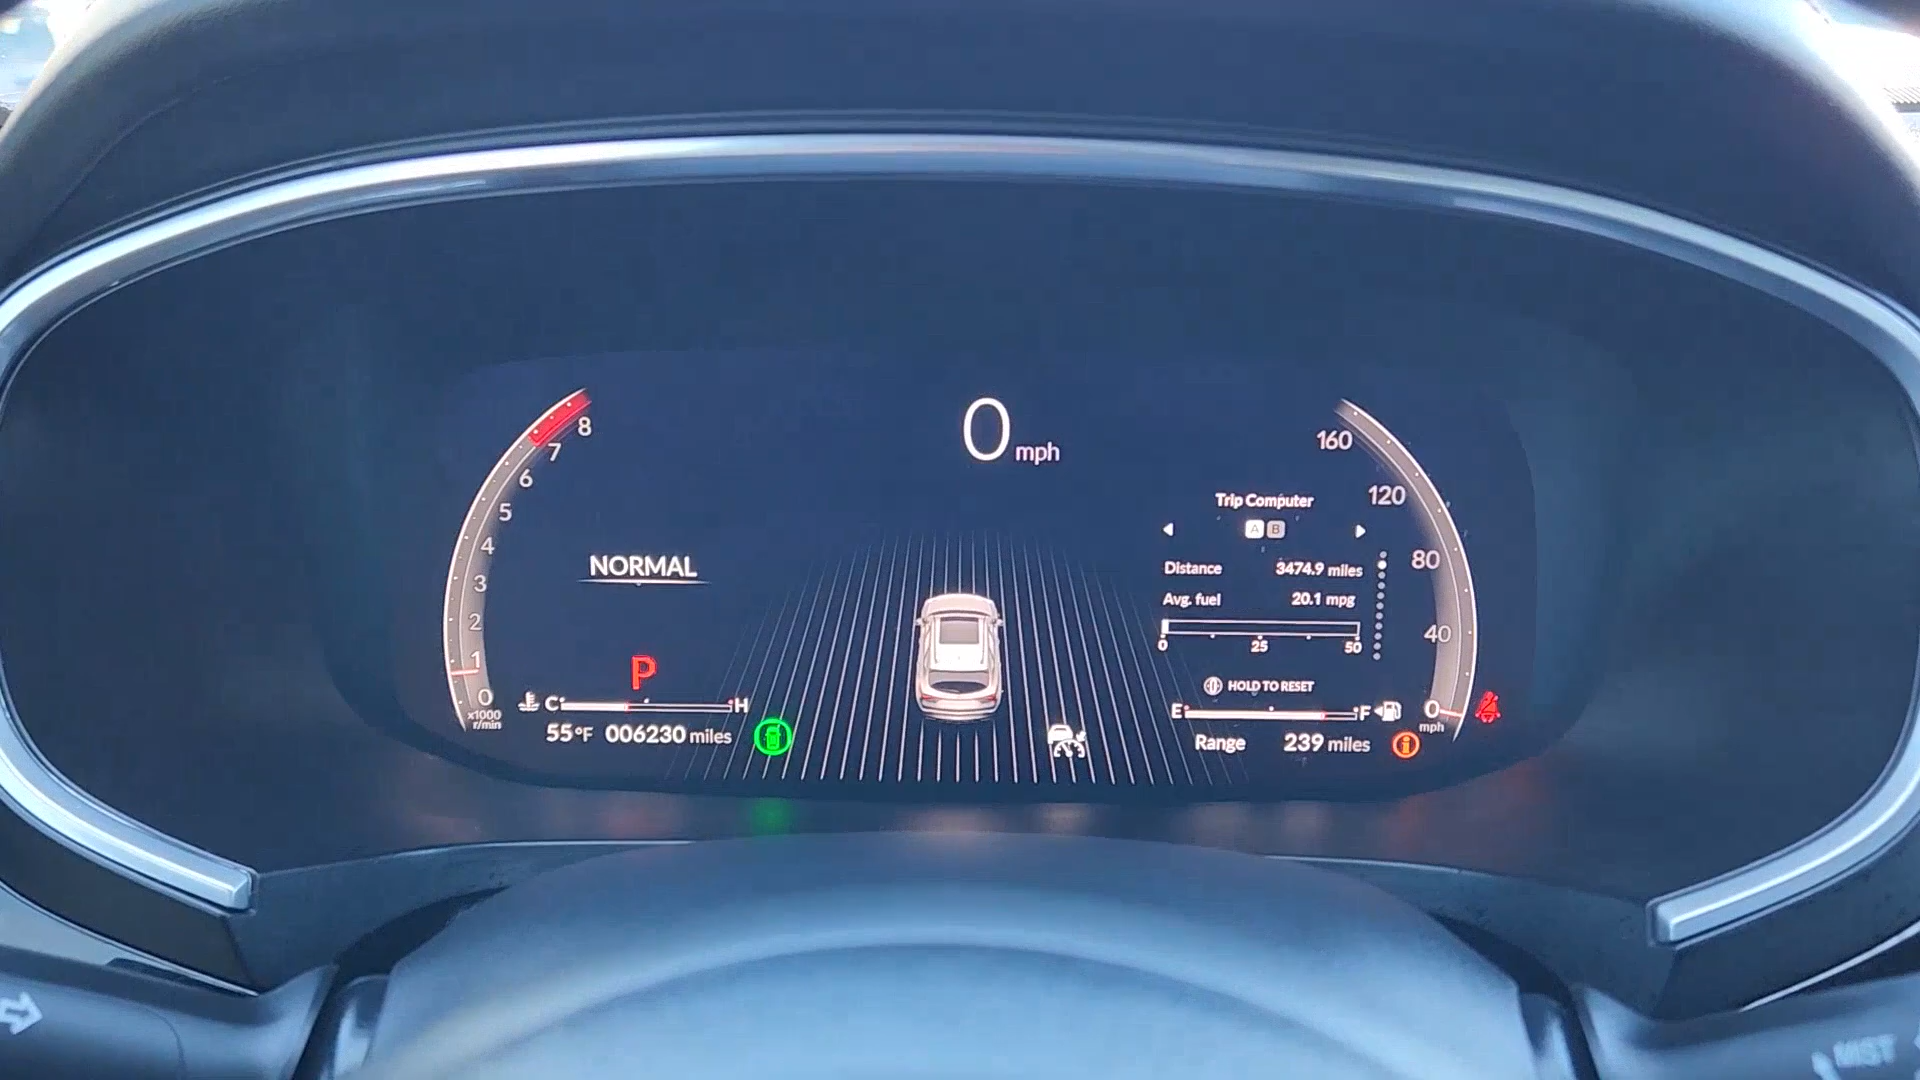 0 mph
8
7
6
5
4
3
2
1
0
x1000
r/min
NORMAL
P
C H
55°F 006230 miles
160
120
80
40
0
mph
Trip Computer
A B
Distance 3474.9 miles
Avg. fuel 20.1 mpg
0 25 50
HOLD TO RESET
E F
Range 239 miles
MIST